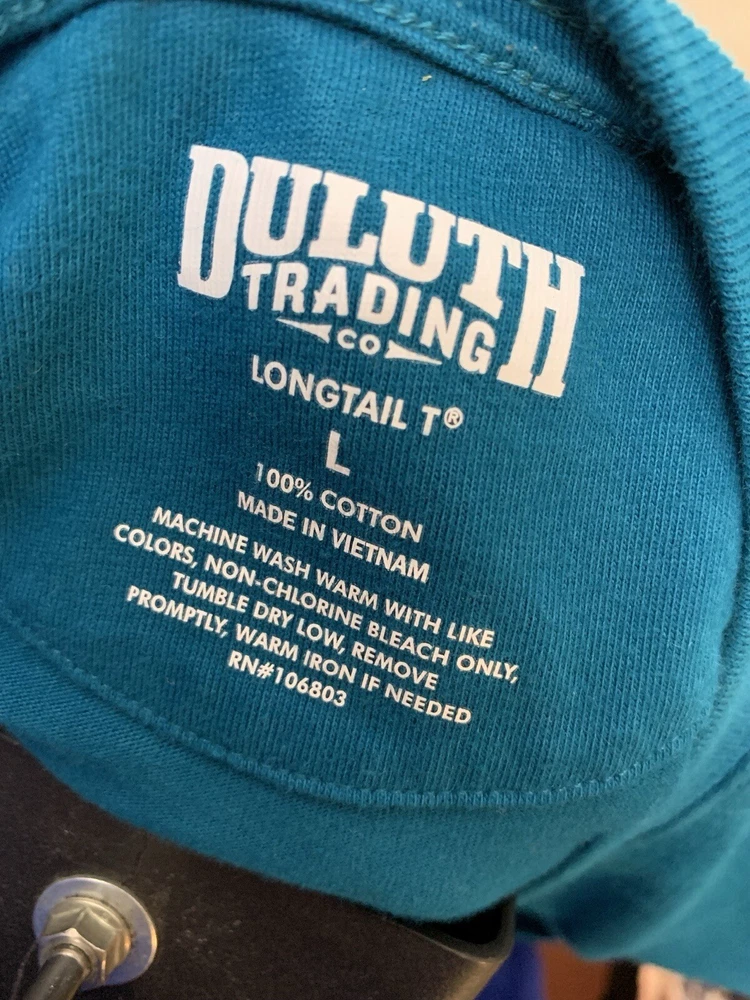 DULUTH
TRADING
CO
LONGTAIL T®
L
100% COTTON
MADE IN VIETNAM
MACHINE WASH WARM WITH LIKE
COLORS, NON-CHLORINE BLEACH ONLY,
TUMBLE DRY LOW, REMOVE
PROMPTLY, WARM IRON IF NEEDED
RN#106803